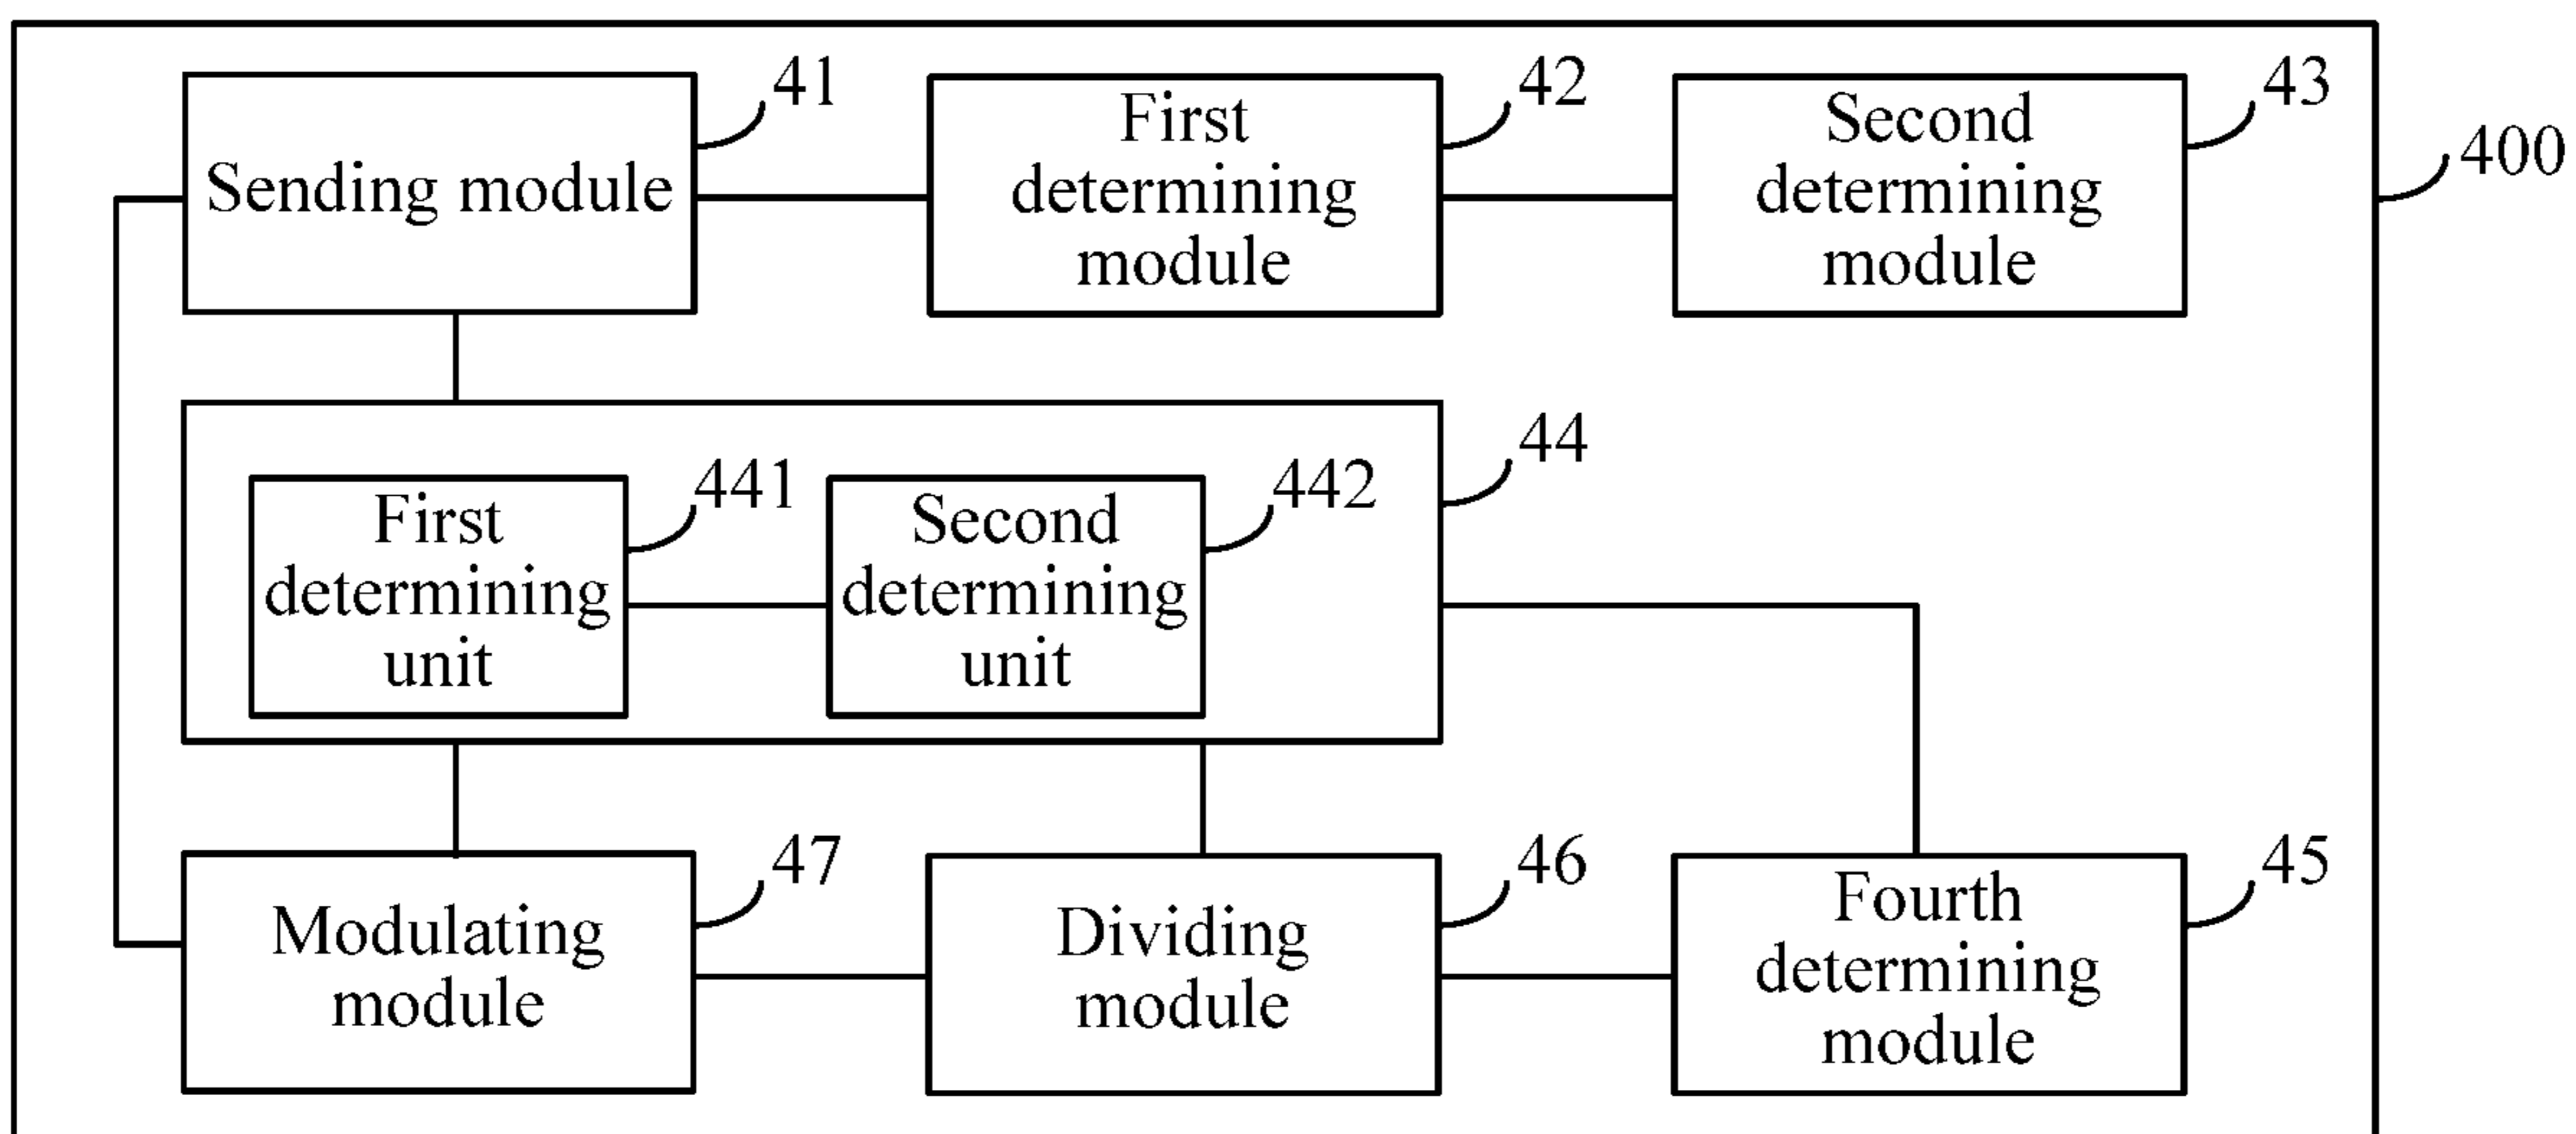 41
Sending module
42
First
determining
module
43
Second
determining
module
400
44
441
First
determining
unit
442
Second
determining
unit
47
Modulating
module
46
Dividing
module
45
Fourth
determining
module